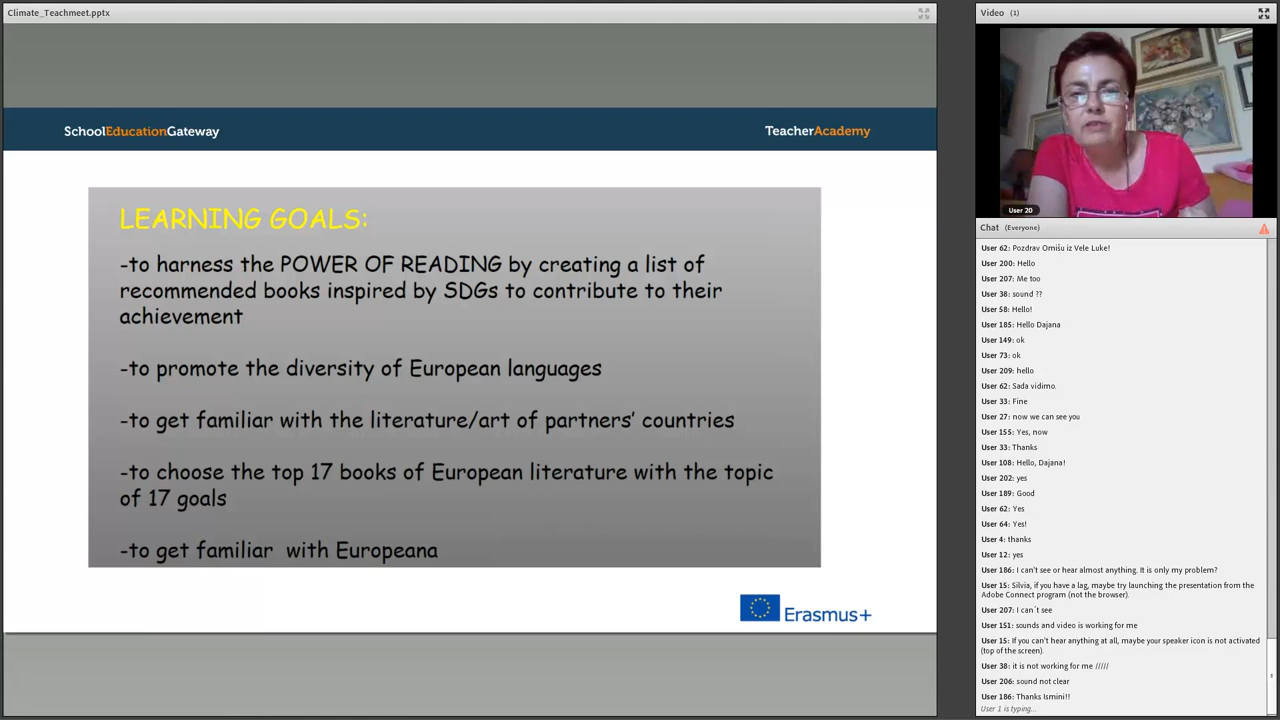 Climate_Teachmeet.pptx
SchoolEducationGateway
TeacherAcademy
LEARNING GOALS:
-to harness the POWER OF READING by creating a list of
recommended books inspired by SDGs to contribute to their
achievement
-to promote the diversity of European languages
-to get familiar with the literature/art of partners' countries
-to choose the top 17 books of European literature with the topic
of 17 goals
-to get familiar  with Europeana
Erasmus+
Video (1)
User 20
Chat (Everyone)
User 62: Pozdrav Omišu iz Vele Luke!
User 200: Hello
User 207: Me too
User 38: sound ??
User 58: Hello!
User 185: Hello Dajana
User 149: ok
User 73: ok
User 209: hello
User 62: Sada vidimo.
User 33: Fine
User 27: now we can see you
User 155: Yes, now
User 33: Thanks
User 108: Hello, Dajana!
User 202: yes
User 189: Good
User 62: Yes
User 64: Yes!
User 4: thanks
User 12: yes
User 186: I can't see or hear almost anything. It is only my problem?
User 15: Silvia, if you have a lag, maybe try launching the presentation from the
Adobe Connect program (not the browser).
User 207: I can´t see
User 151: sounds and video is working for me
User 15: If you can't hear anything at all, maybe your speaker icon is not activated
(top of the screen).
User 38: it is not working for me /////
User 206: sound not clear
User 186: Thanks Ismini!!
User 1 is typing...